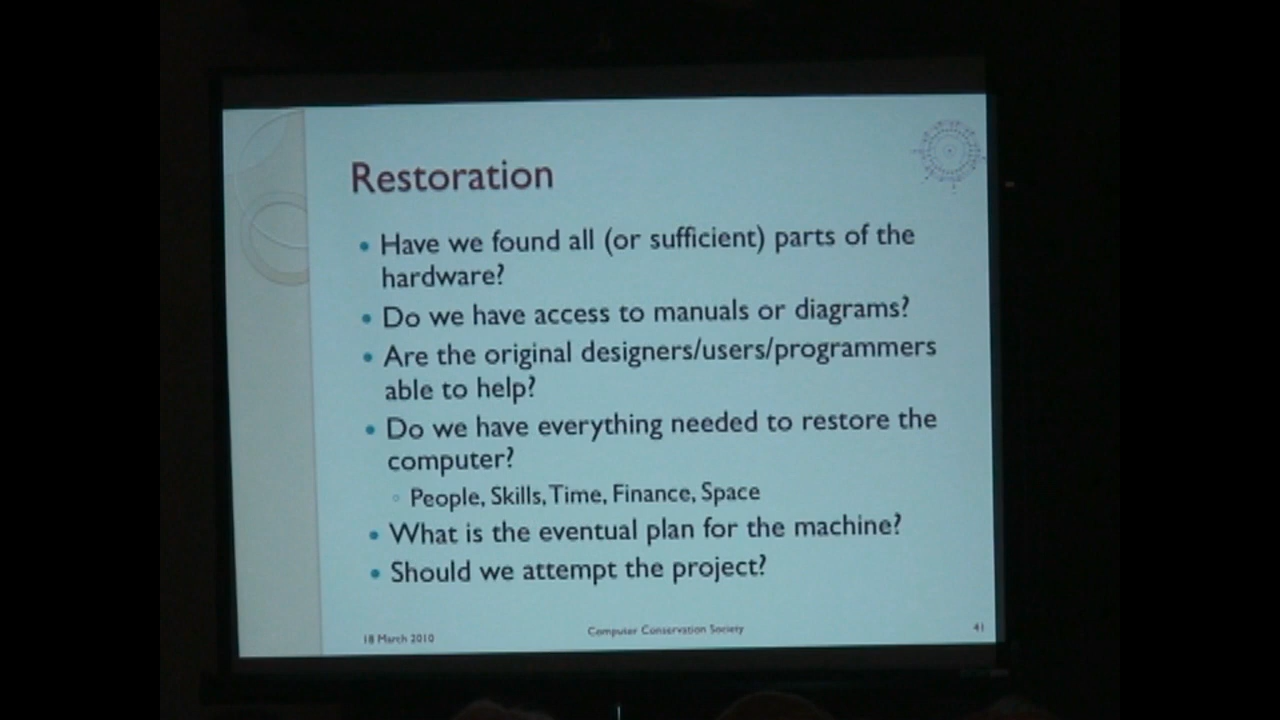 Restoration
• Have we found all (or sufficient) parts of the
hardware?
• Do we have access to manuals or diagrams?
• Are the original designers/users/programmers
able to help?
• Do we have everything needed to restore the
computer?
◦ People, Skills, Time, Finance, Space
• What is the eventual plan for the machine?
• Should we attempt the project?
18 March 2010
Computer Conservation Society
41